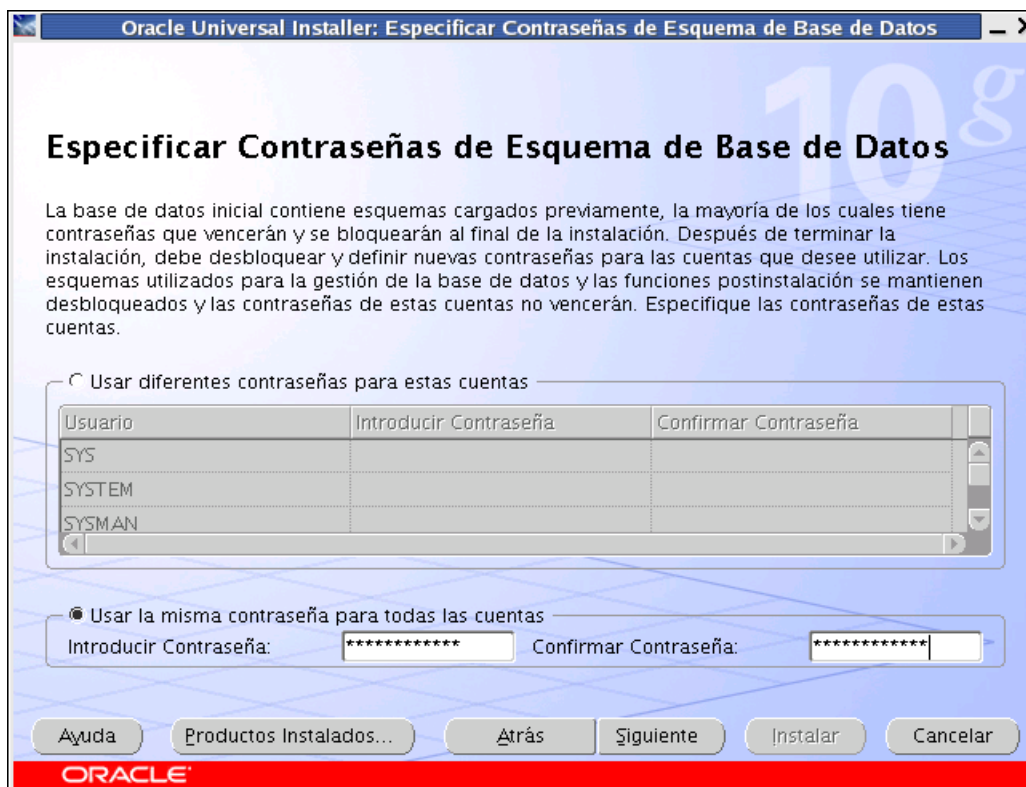 Oracle Universal Installer: Especificar Contraseñas de Esquema de Base de Datos
10g
Especificar Contraseñas de Esquema de Base de Datos
La base de datos inicial contiene esquemas cargados previamente, la mayoría de los cuales tiene
contraseñas que vencerán y se bloquearán al final de la instalación. Después de terminar la
instalación, debe desbloquear y definir nuevas contraseñas para las cuentas que desee utilizar. Los
esquemas utilizados para la gestión de la base de datos y las funciones postinstalación se mantienen
desbloqueados y las contraseñas de estas cuentas no vencerán. Especifique las contraseñas de estas
cuentas.
Usar diferentes contraseñas para estas cuentas
Usuario Introducir Contraseña Confirmar Contraseña
SYS
SYSTEM
SYSMAN
Usar la misma contraseña para todas las cuentas
Introducir Contraseña: ************ Confirmar Contraseña: ************
Ayuda Productos Instalados... Atrás Siguiente Instalar Cancelar
ORACLE